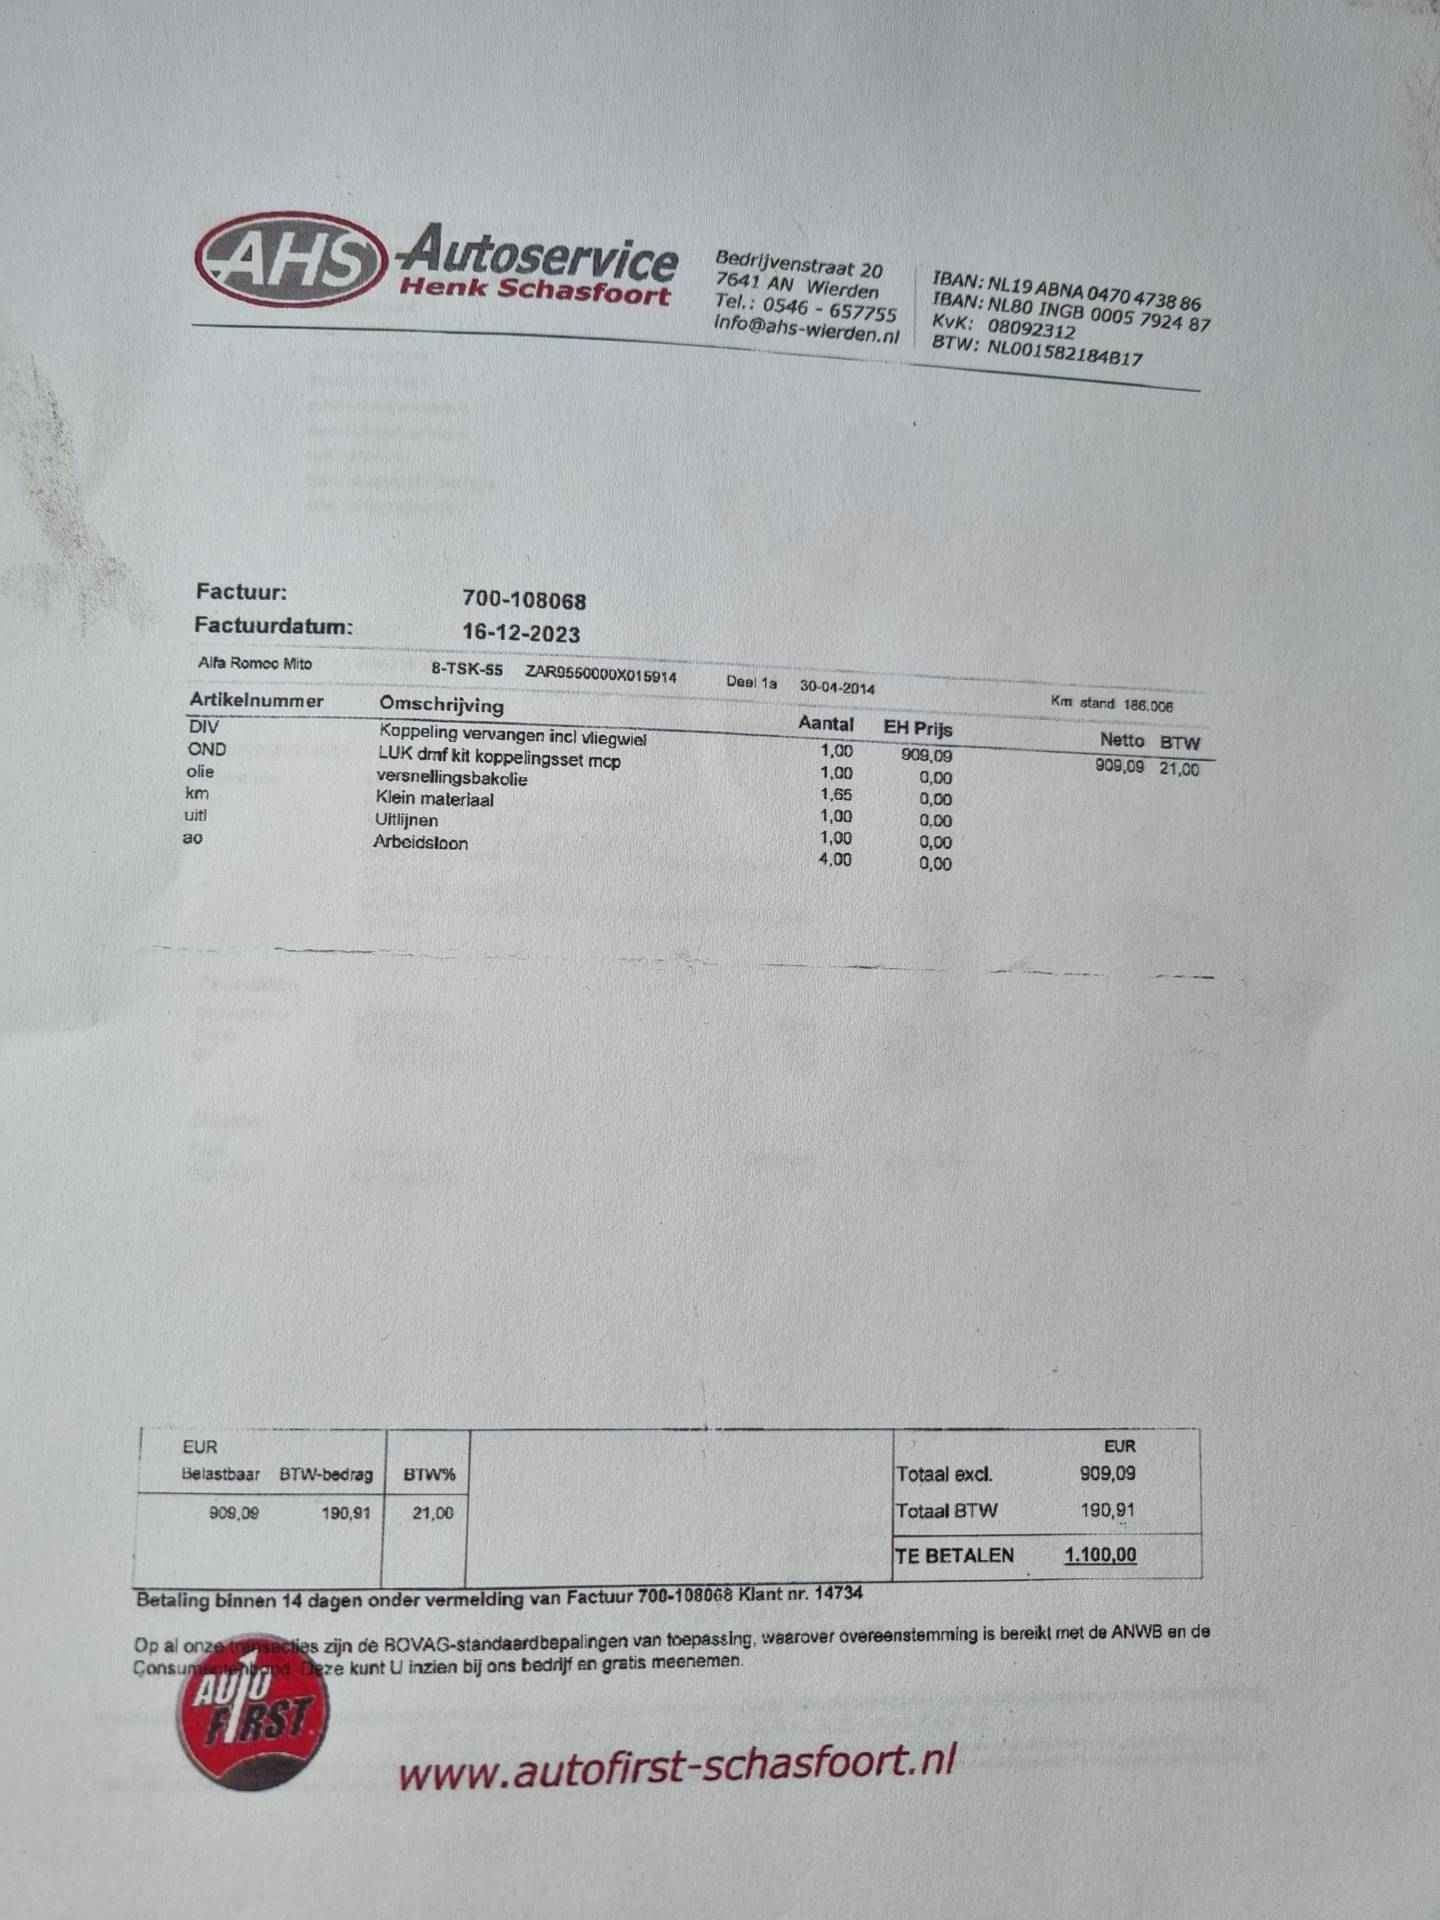 AHS -Autoservice
Henk Schasfoort
Bedrijvenstraat 20
7641 AN Wierden
Tel.: 0546 - 657755
info@ahs-wierden.nl
IBAN: NL19 ABNA 0470 4738 86
IBAN: NL80 INGB 0005 7924 87
KvK: 08092312
BTW: NL001582184B17
Factuur: 700-108068
Factuurdatum: 16-12-2023
Alfa Romeo Mito 8-TSK-55 ZAR9550000X015914 Deel 1a 30-04-2014 Km stand 186.006
Artikelnummer Omschrijving Aantal EH Prijs Netto BTW
DIV Koppeling vervangen incl vliegwiel 1,00 909,09 909,09 21,00
OND LUK dmf kit koppelingsset mcp 1,00 0,00
olie versnellingsbakolie 1,65 0,00
km Klein materiaal 1,00 0,00
uitl Uitlijnen 1,00 0,00
ao Arbeidsloon 4,00 0,00
EUR
Belastbaar BTW-bedrag BTW%
909,09 190,91 21,00
EUR
Totaal excl. 909,09
Totaal BTW 190,91
TE BETALEN 1.100,00
Betaling binnen 14 dagen onder vermelding van Factuur 700-108068 Klant nr. 14734
Op al onze transacties zijn de BOVAG-standaardbepalingen van toepassing, waarover overeenstemming is bereikt met de ANWB en de
Consumentenbond. Deze kunt U inzien bij ons bedrijf en gratis meenemen.
AUTO
FIRST
www.autofirst-schasfoort.nl